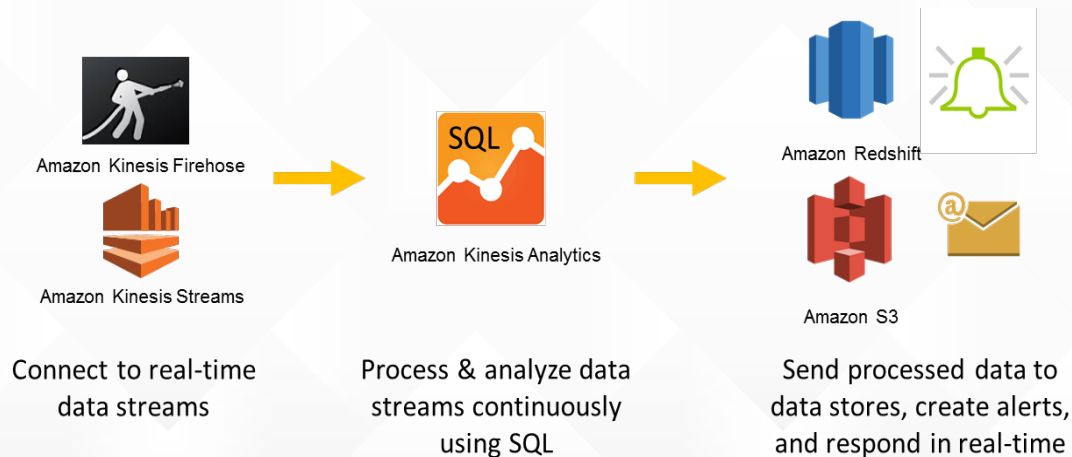 Amazon Kinesis Firehose
Amazon Kinesis Streams
Connect to real-time
data streams
SQL
Amazon Kinesis Analytics
Process & analyze data
streams continuously
using SQL
Amazon Redshift
@
Amazon S3
Send processed data to
data stores, create alerts,
and respond in real-time